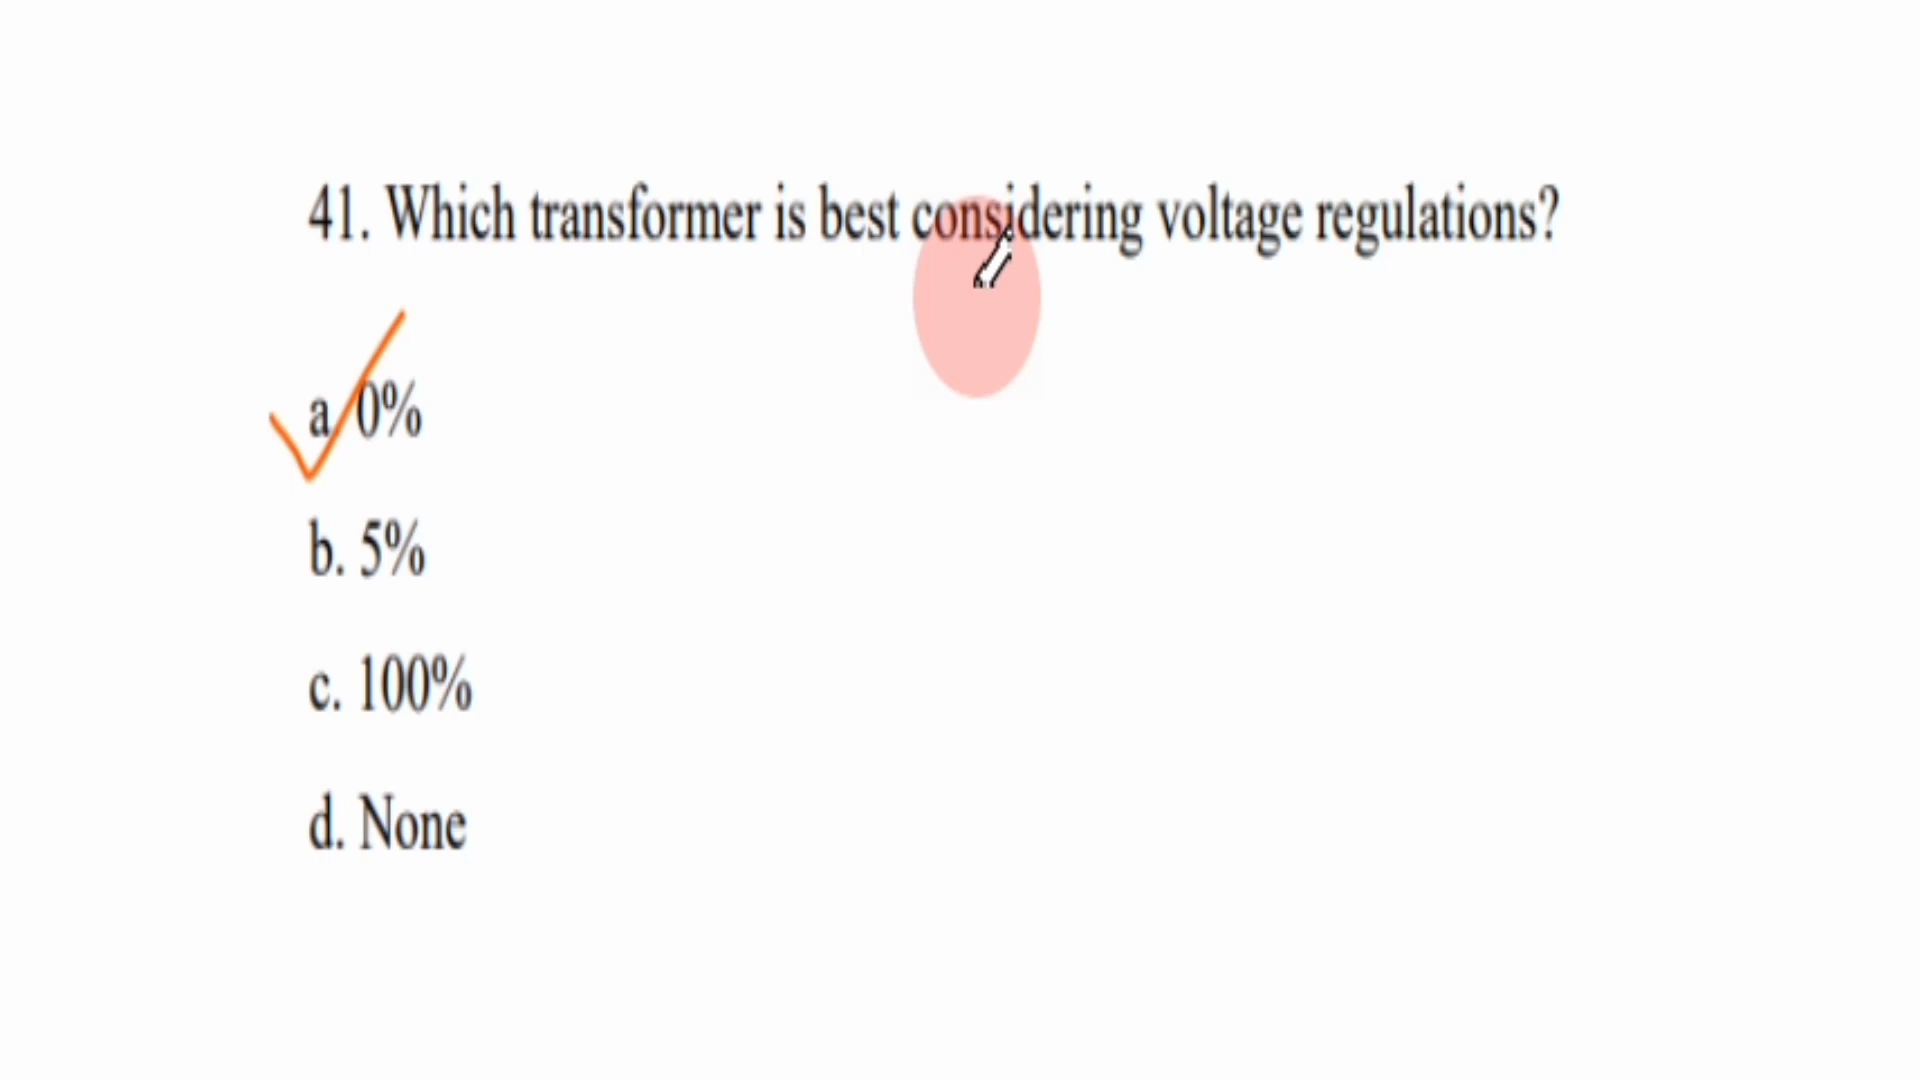 41. Which transformer is best considering voltage regulations?
a. 0%
b. 5%
c. 100%
d. None